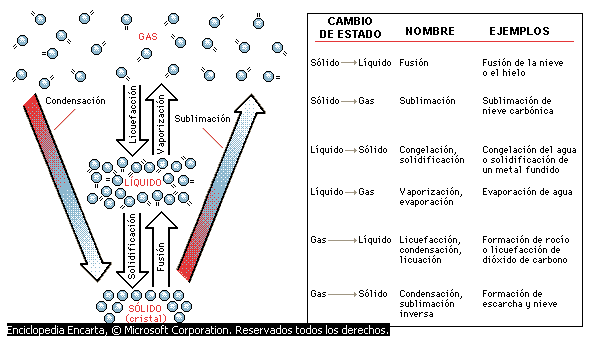 GAS
Condensación
Licuefacción
Vaporización
Sublimación
LÍQUIDO
Solidificación
Fusión
SÓLIDO
(cristal)
CAMBIO DE ESTADO NOMBRE EJEMPLOS
Sólido Líquido Fusión Fusión de la nieve
o el hielo
Sólido Gas Sublimación Sublimación de
nieve carbónica
Líquido Sólido Congelación, Congelación del agua
solidificación o solidificación de
un metal fundido
Líquido Gas Vaporización, Evaporación de agua
evaporación
Gas Líquido Licuefacción, Formación de rocío
condensación, o licuefacción de
licuación dióxido de carbono
Gas Sólido Condensación, Formación de
sublimación escarcha y nieve
inversa
Enciclopedia Encarta, © Microsoft Corporation. Reservados todos los derechos.